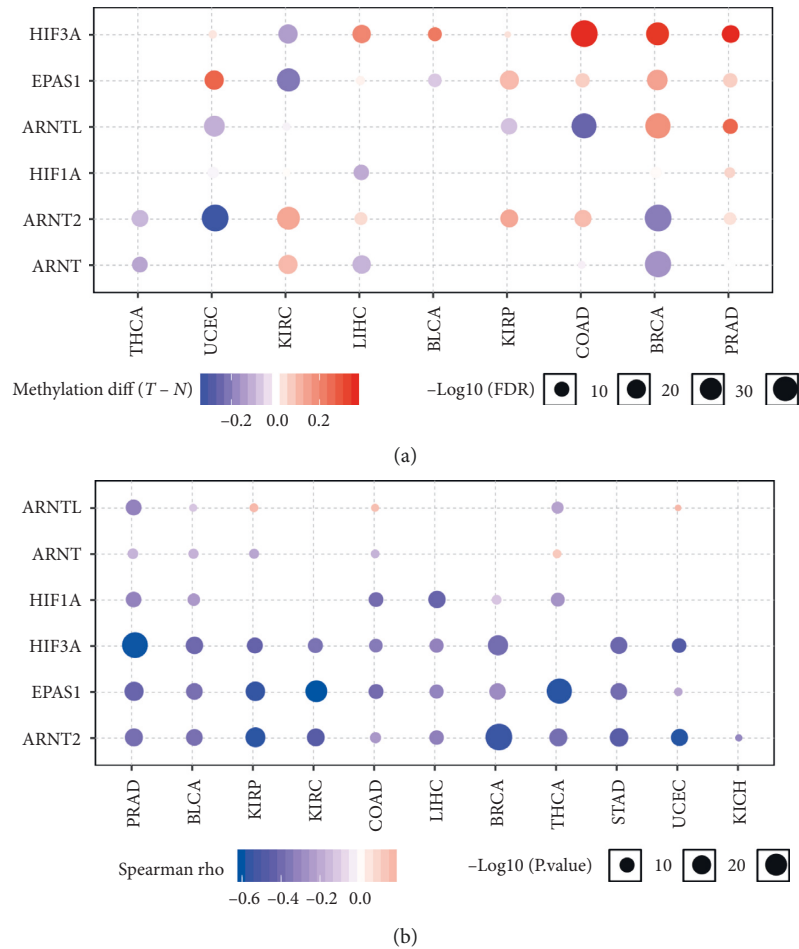 HIF3A
EPAS1
ARNTL
HIF1A
ARNT2
ARNT
THCA UCEC KIRC LIHC BLCA KIRP COAD BRCA PRAD
Methylation diff (T – N) –Log10 (FDR) 10 20 30
–0.2 0.0 0.2
(a)
ARNTL
ARNT
HIF1A
HIF3A
EPAS1
ARNT2
PRAD BLCA KIRP KIRC COAD LIHC BRCA THCA STAD UCEC KICH
Spearman rho –Log10 (P.value) 10 20
–0.6 –0.4 –0.2 0.0
(b)